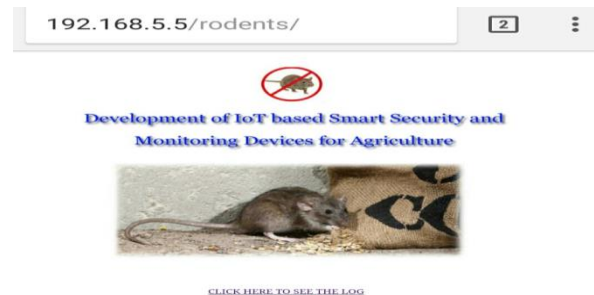 192.168.5.5/rodents/
2
Development of IoT based Smart Security and
Monitoring Devices for Agriculture
CLICK HERE TO SEE THE LOG